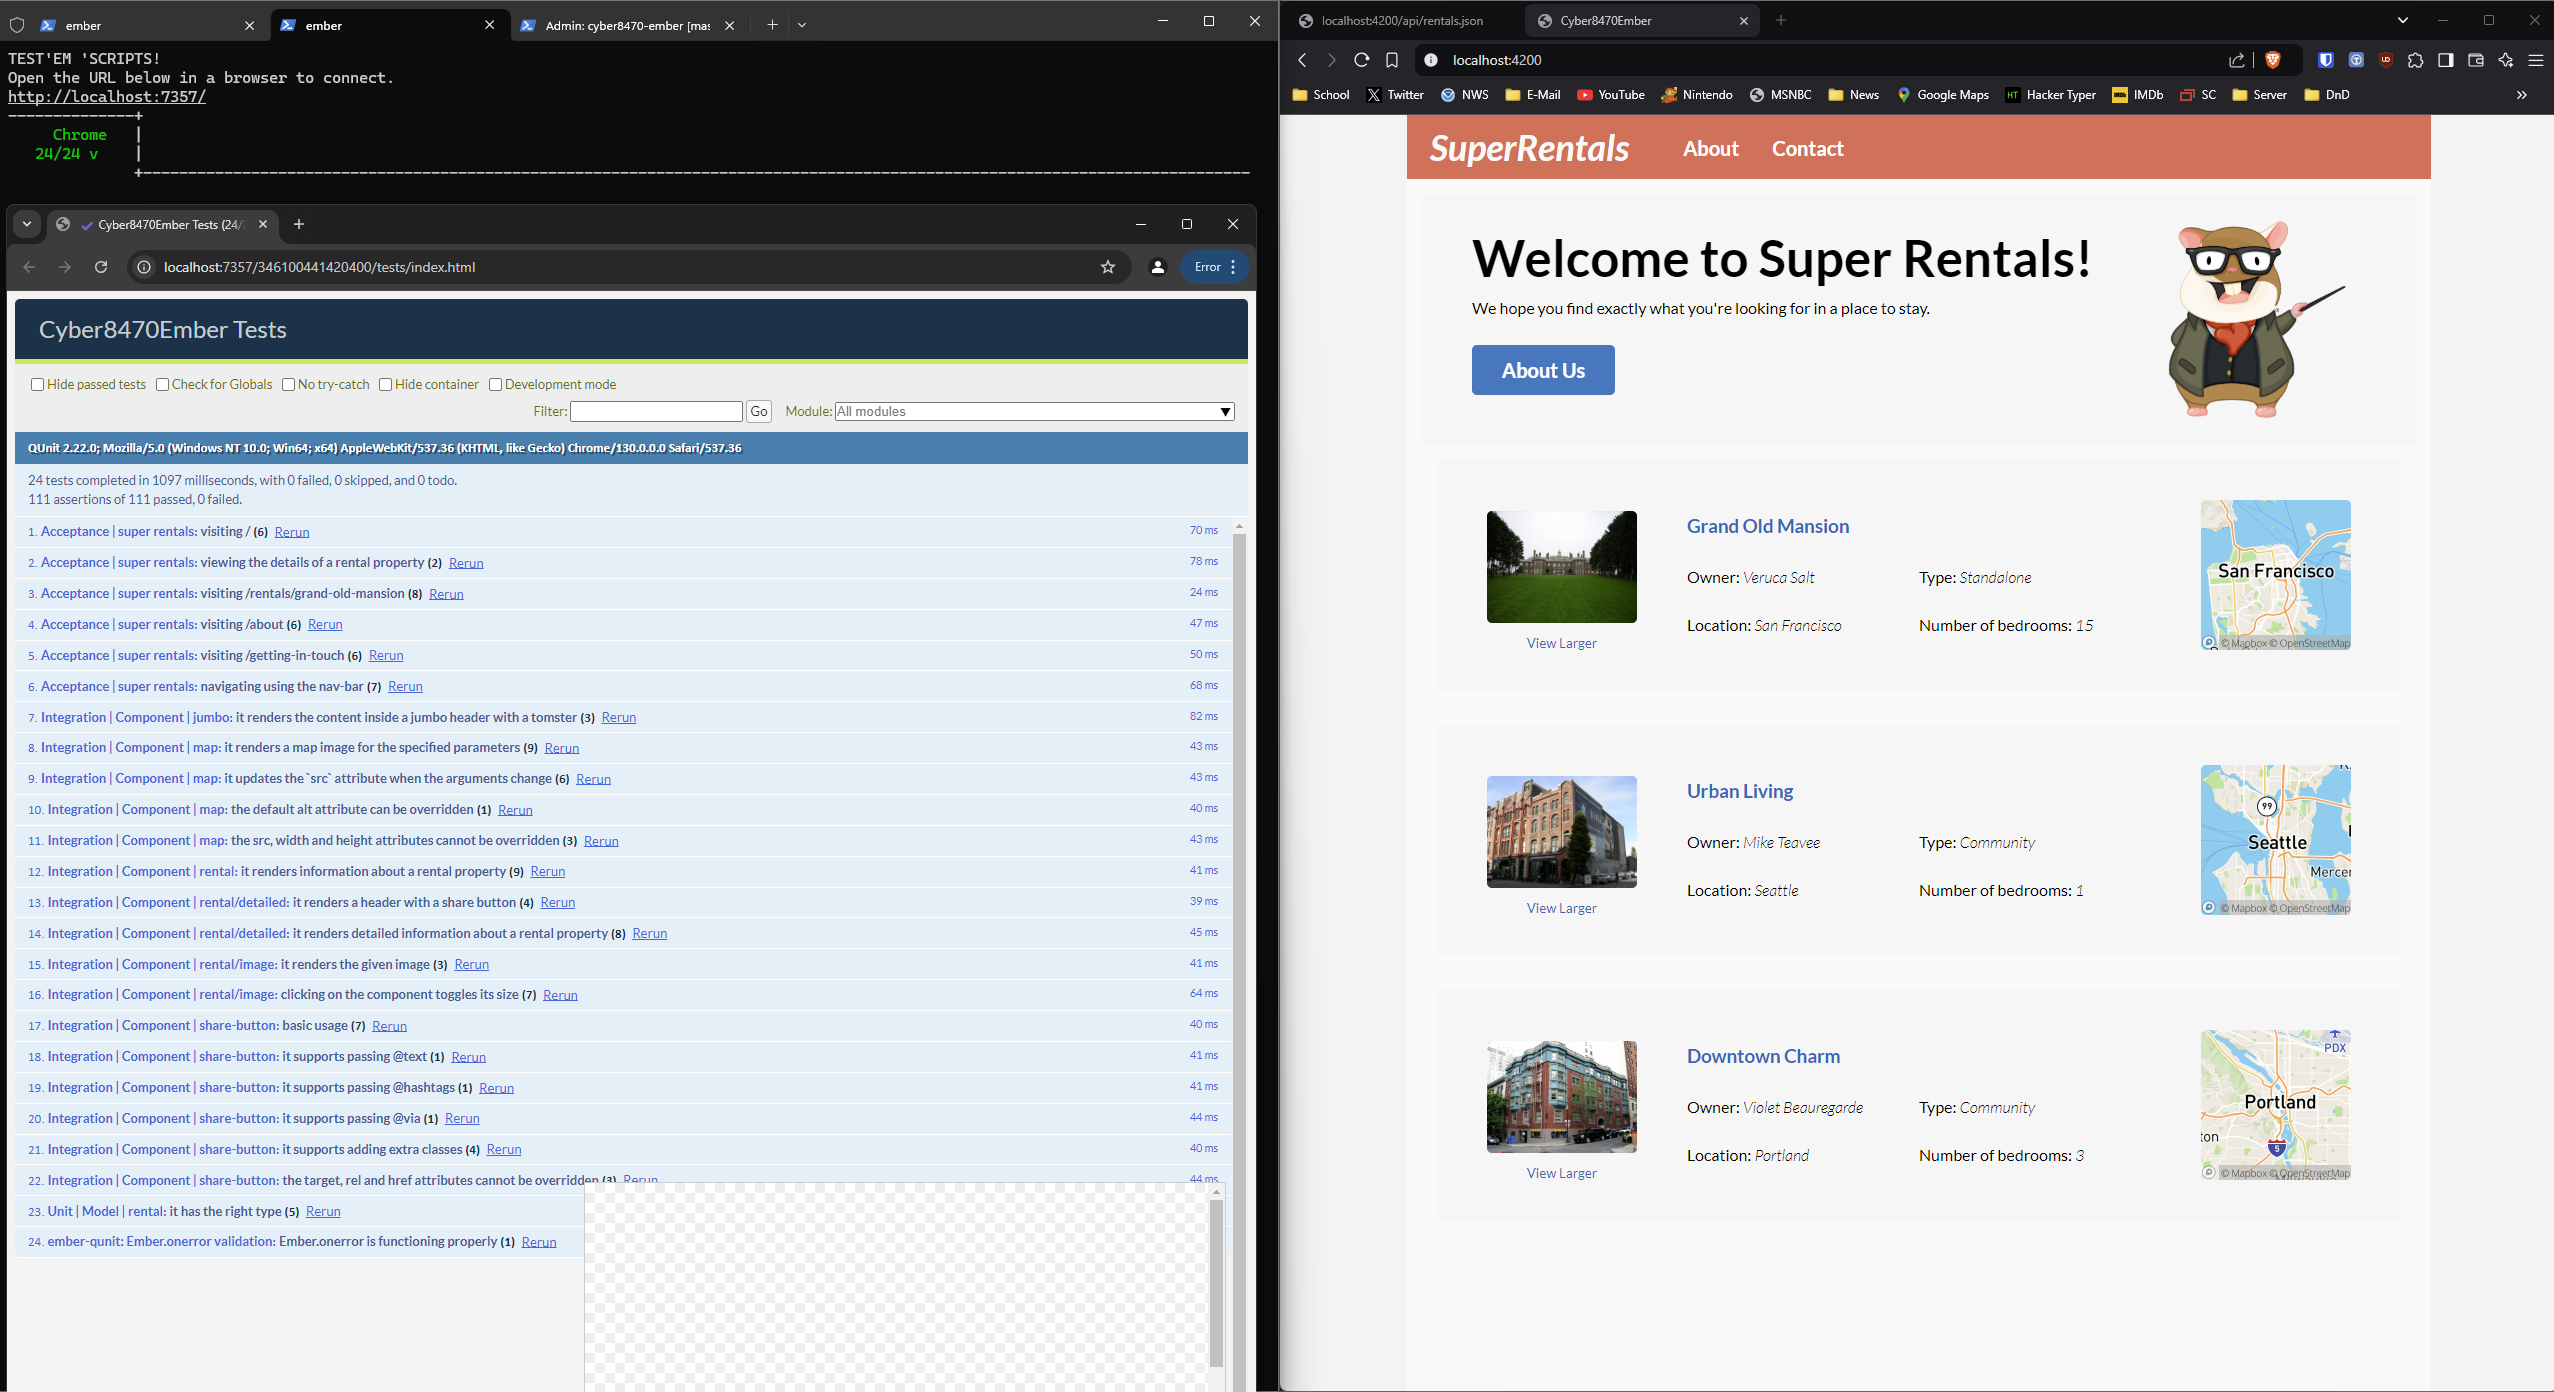 ember
ember
Admin: cyber8470-ember [mas
TEST'EM 'SCRIPTS!
Open the URL below in a browser to connect.
http://localhost:7357/
Chrome
24/24 v
Cyber8470Ember Tests (24/2
localhost:7357/346100441420400/tests/index.html
Error
Cyber8470Ember Tests
Hide passed tests Check for Globals No try-catch Hide container Development mode
Filter: Go Module: All modules
QUnit 2.22.0; Mozilla/5.0 (Windows NT 10.0; Win64; x64) AppleWebKit/537.36 (KHTML, like Gecko) Chrome/130.0.0.0 Safari/537.36
24 tests completed in 1097 milliseconds, with 0 failed, 0 skipped, and 0 todo.
111 assertions of 111 passed, 0 failed.
1. Acceptance | super rentals: visiting / (6) Rerun 70 ms
2. Acceptance | super rentals: viewing the details of a rental property (2) Rerun 78 ms
3. Acceptance | super rentals: visiting /rentals/grand-old-mansion (8) Rerun 24 ms
4. Acceptance | super rentals: visiting /about (6) Rerun 47 ms
5. Acceptance | super rentals: visiting /getting-in-touch (6) Rerun 50 ms
6. Acceptance | super rentals: navigating using the nav-bar (7) Rerun 68 ms
7. Integration | Component | jumbo: it renders the content inside a jumbo header with a tomster (3) Rerun 82 ms
8. Integration | Component | map: it renders a map image for the specified parameters (9) Rerun 43 ms
9. Integration | Component | map: it updates the `src` attribute when the arguments change (6) Rerun 43 ms
10. Integration | Component | map: the default alt attribute can be overridden (1) Rerun 40 ms
11. Integration | Component | map: the src, width and height attributes cannot be overridden (3) Rerun 43 ms
12. Integration | Component | rental: it renders information about a rental property (9) Rerun 41 ms
13. Integration | Component | rental/detailed: it renders a header with a share button (4) Rerun 39 ms
14. Integration | Component | rental/detailed: it renders detailed information about a rental property (8) Rerun 45 ms
15. Integration | Component | rental/image: it renders the given image (3) Rerun 41 ms
16. Integration | Component | rental/image: clicking on the component toggles its size (7) Rerun 64 ms
17. Integration | Component | share-button: basic usage (7) Rerun 40 ms
18. Integration | Component | share-button: it supports passing @text (1) Rerun 41 ms
19. Integration | Component | share-button: it supports passing @hashtags (1) Rerun 41 ms
20. Integration | Component | share-button: it supports passing @via (1) Rerun 44 ms
21. Integration | Component | share-button: it supports adding extra classes (4) Rerun 40 ms
22. Integration | Component | share-button: the target, rel and href attributes cannot be overridden (3) Rerun 44 ms
23. Unit | Model | rental: it has the right type (5) Rerun
24. ember-qunit: Ember.onerror validation: Ember.onerror is functioning properly (1) Rerun
localhost:4200/api/rentals.json
Cyber8470Ember
localhost:4200
School Twitter NWS E-Mail YouTube Nintendo MSNBC News Google Maps Hacker Typer IMDb SC Server DnD
SuperRentals About Contact
Welcome to Super Rentals!
We hope you find exactly what you're looking for in a place to stay.
About Us
Grand Old Mansion
Owner: Veruca Salt Type: Standalone
Location: San Francisco Number of bedrooms: 15
View Larger
San Francisco
© Mapbox © OpenStreetMap
Urban Living
Owner: Mike Teavee Type: Community
Location: Seattle Number of bedrooms: 1
View Larger
99
Seattle
Mercer
© Mapbox © OpenStreetMap
Downtown Charm
Owner: Violet Beauregarde Type: Community
Location: Portland Number of bedrooms: 3
View Larger
PDX
Portland
ton
5
© Mapbox © OpenStreetMap